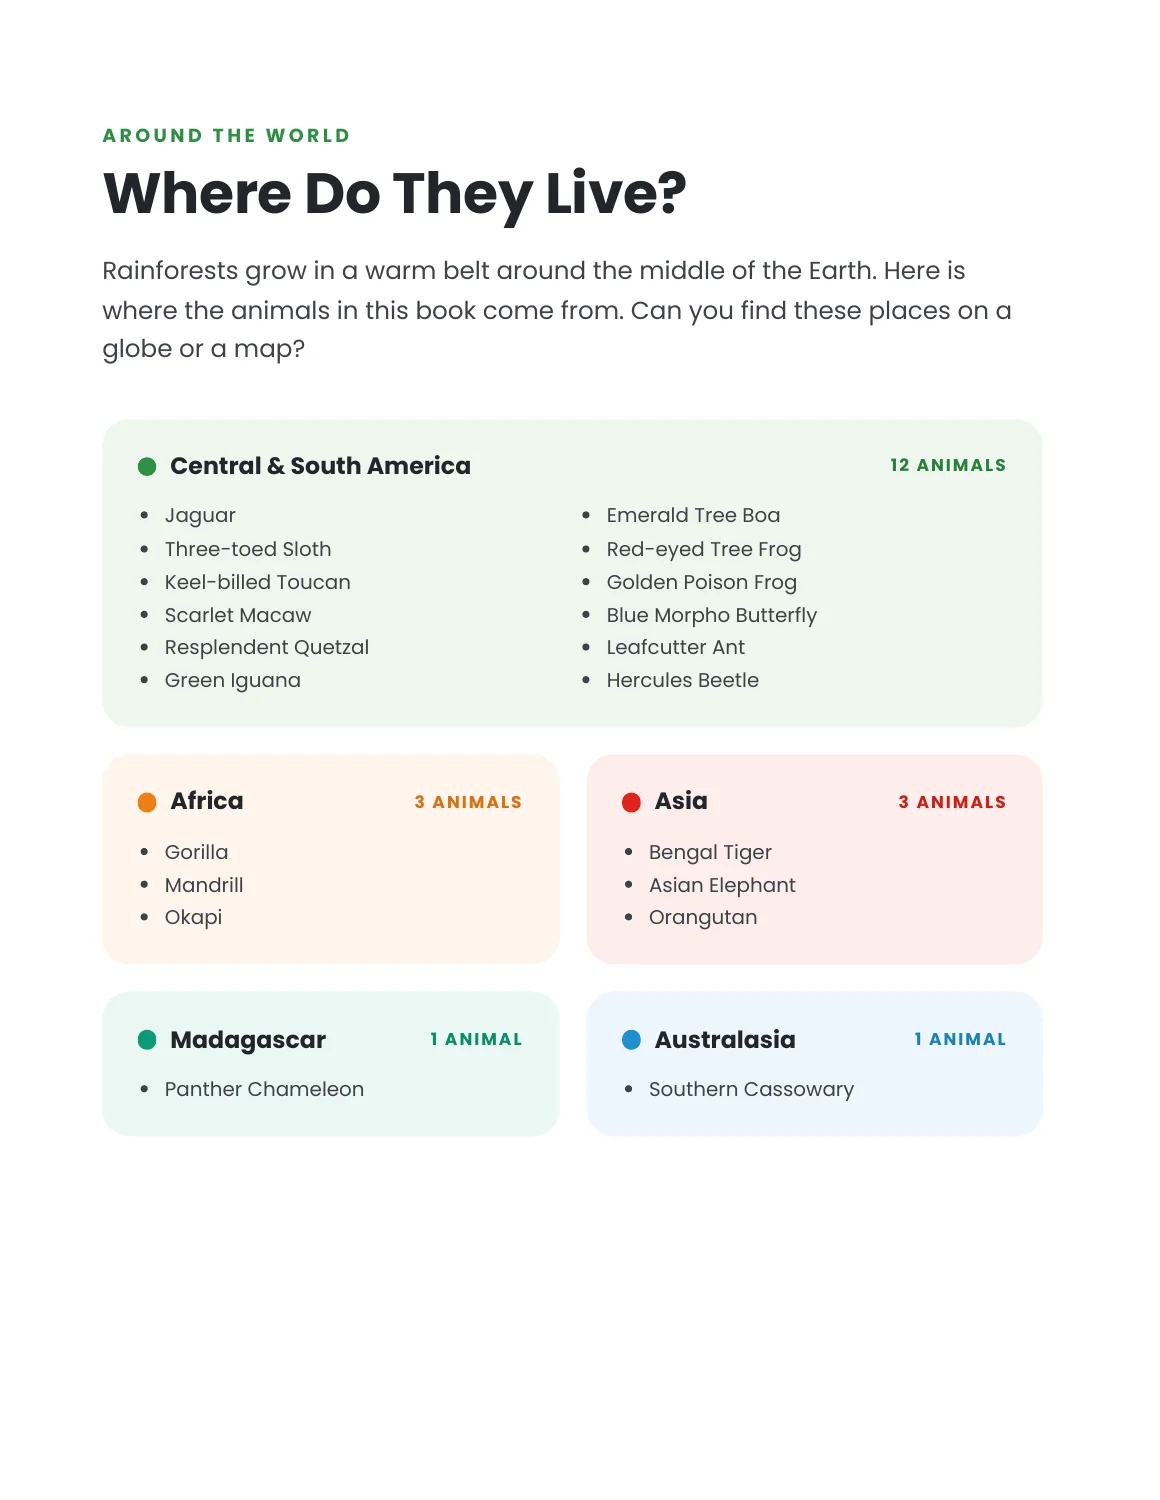 AROUND THE WORLD
Where Do They Live?
Rainforests grow in a warm belt around the middle of the Earth. Here is
where the animals in this book come from. Can you find these places on a
globe or a map?
Central & South America
12 ANIMALS
• Jaguar
• Three-toed Sloth
• Keel-billed Toucan
• Scarlet Macaw
• Resplendent Quetzal
• Green Iguana
• Emerald Tree Boa
• Red-eyed Tree Frog
• Golden Poison Frog
• Blue Morpho Butterfly
• Leafcutter Ant
• Hercules Beetle
Africa
3 ANIMALS
• Gorilla
• Mandrill
• Okapi
Asia
3 ANIMALS
• Bengal Tiger
• Asian Elephant
• Orangutan
Madagascar
1 ANIMAL
• Panther Chameleon
Australasia
1 ANIMAL
• Southern Cassowary